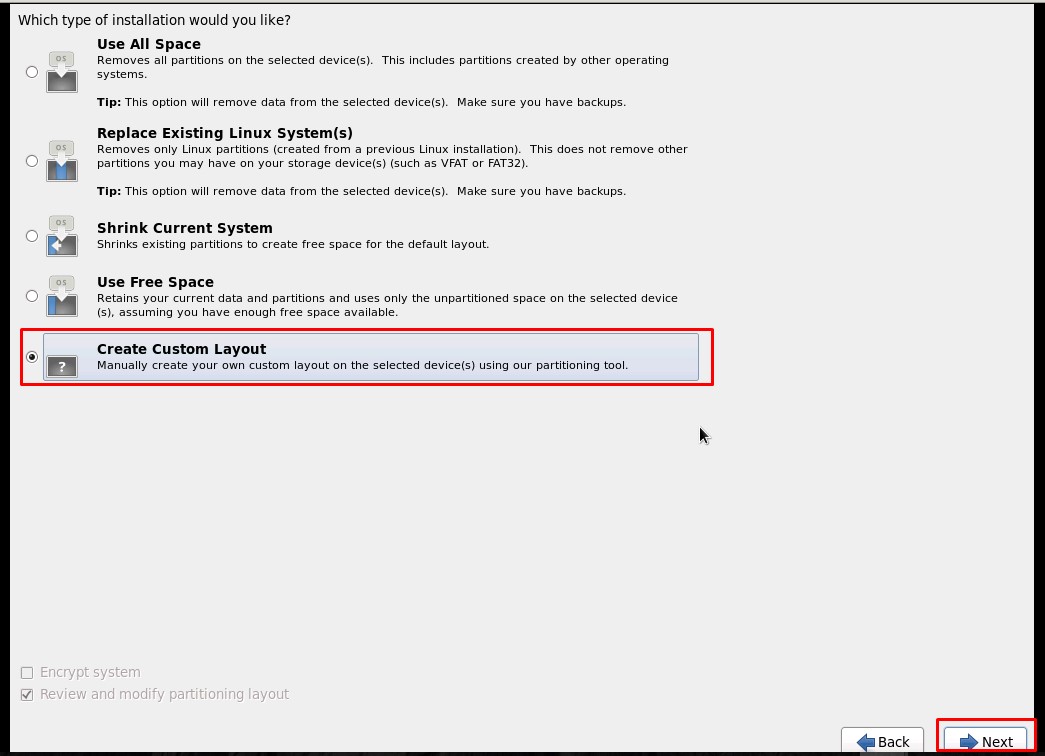 Which type of installation would you like?
OS
Use All Space
Removes all partitions on the selected device(s).  This includes partitions created by other operating
systems.
Tip: This option will remove data from the selected device(s).  Make sure you have backups.
OS
Replace Existing Linux System(s)
Removes only Linux partitions (created from a previous Linux installation).  This does not remove other
partitions you may have on your storage device(s) (such as VFAT or FAT32).
Tip: This option will remove data from the selected device(s).  Make sure you have backups.
OS
Shrink Current System
Shrinks existing partitions to create free space for the default layout.
OS
Use Free Space
Retains your current data and partitions and uses only the unpartitioned space on the selected device
(s), assuming you have enough free space available.
?
Create Custom Layout
Manually create your own custom layout on the selected device(s) using our partitioning tool.
Encrypt system
Review and modify partitioning layout
Back
Next